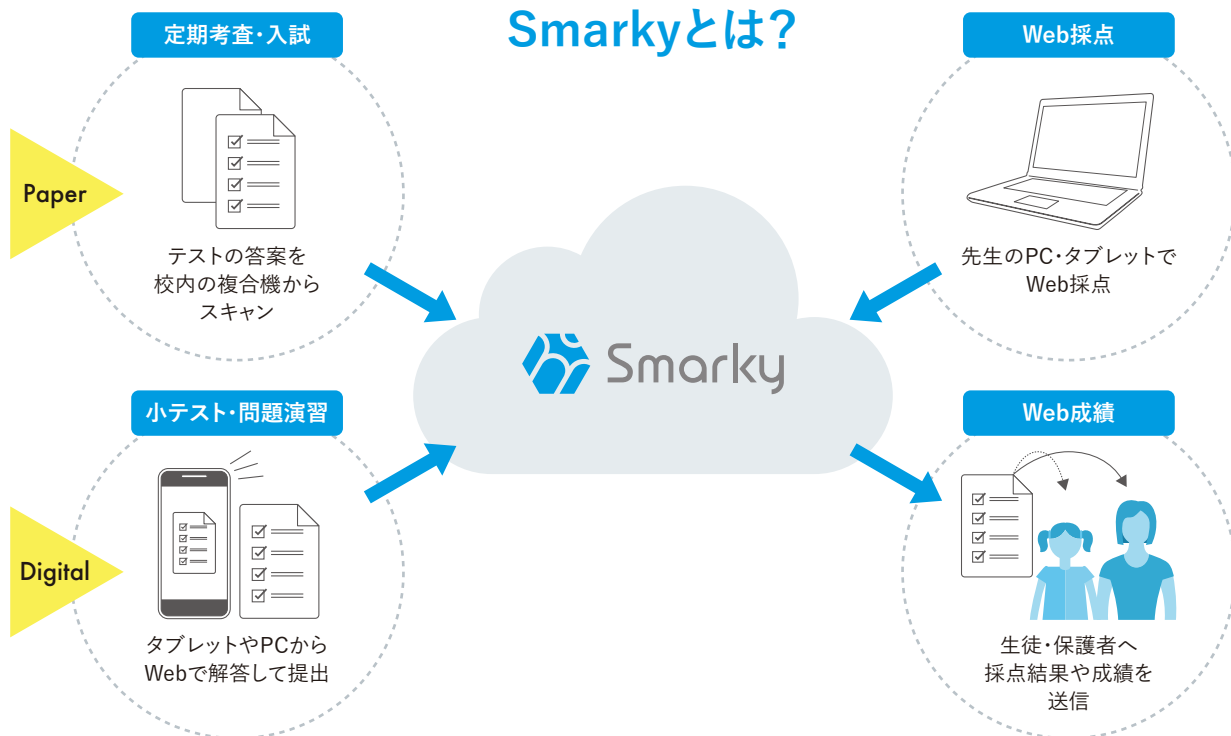 Smarkyとは?
定期考査・入試
Paper
テストの答案を
校内の複合機から
スキャン
Web採点
先生のPC・タブレットで
Web採点
Smarky
小テスト・問題演習
Digital
タブレットやPCから
Webで解答して提出
Web成績
生徒・保護者へ
採点結果や成績を
送信